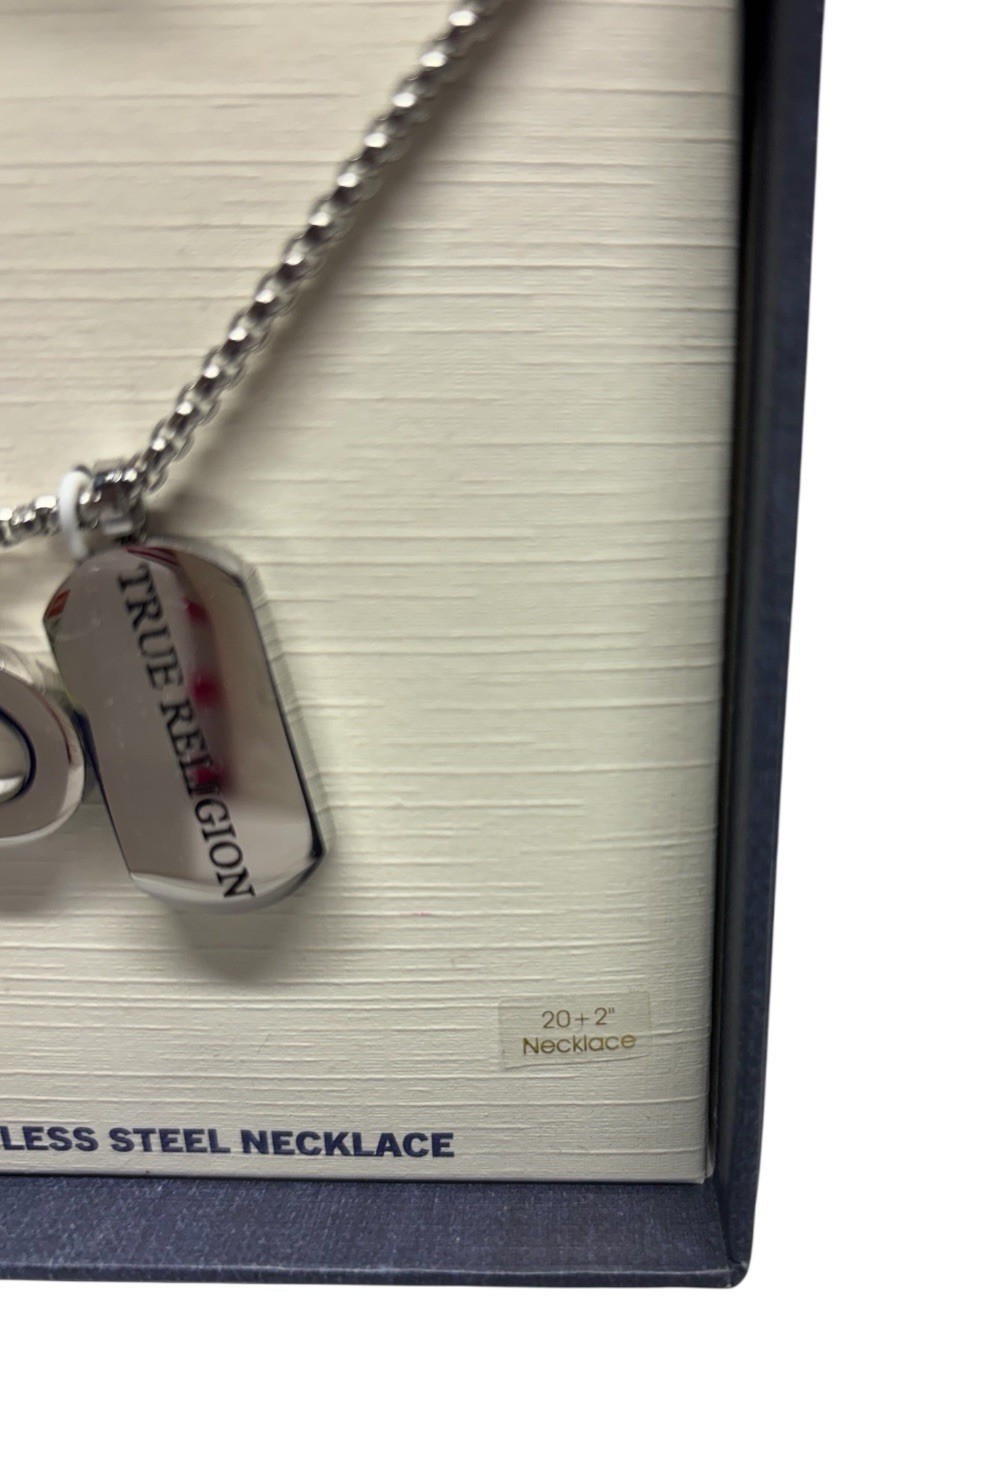 TRUE RELIGION
20+2"
Necklace
LESS STEEL NECKLACE